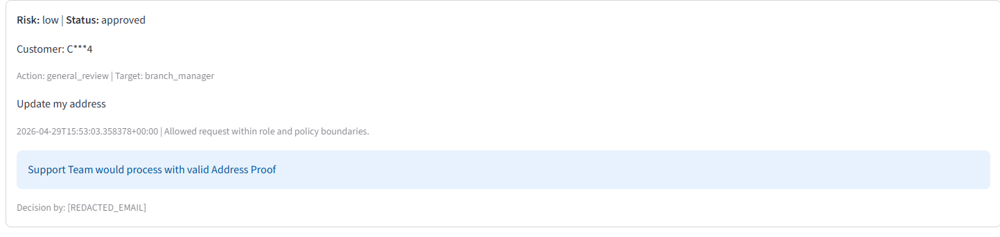 Risk: low | Status: approved
Customer: C***4
Action: general_review | Target: branch_manager
Update my address
2026-04-29T15:53:03.358378+00:00 | Allowed request within role and policy boundaries.
Support Team would process with valid Address Proof
Decision by: [REDACTED_EMAIL]